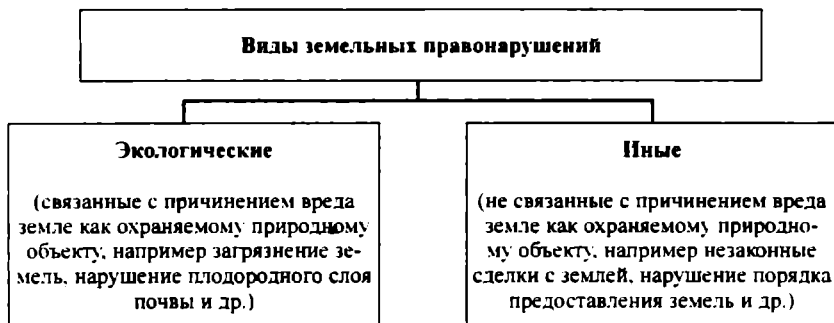 Виды земельных правонарушений
Экологические
(связанные с причинением вреда
земле как охраняемому природному
объекту, например загрязнение зе-
мель, нарушение плодородного слоя
почвы и др.)
Иные
(не связанные с причинением вреда
земле как охраняемому природно-
му объекту, например незаконные
сделки с землей, нарушение порядка
предоставления земель и др.)